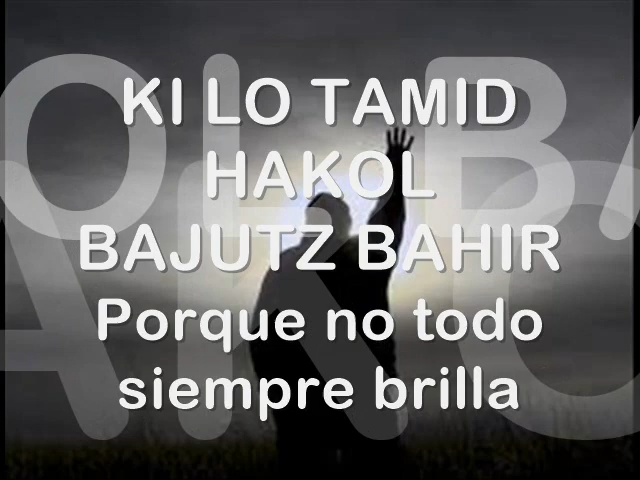 KI LO TAMID
HAKOL
BAJUTZ BAHIR
Porque no todo
siempre brilla